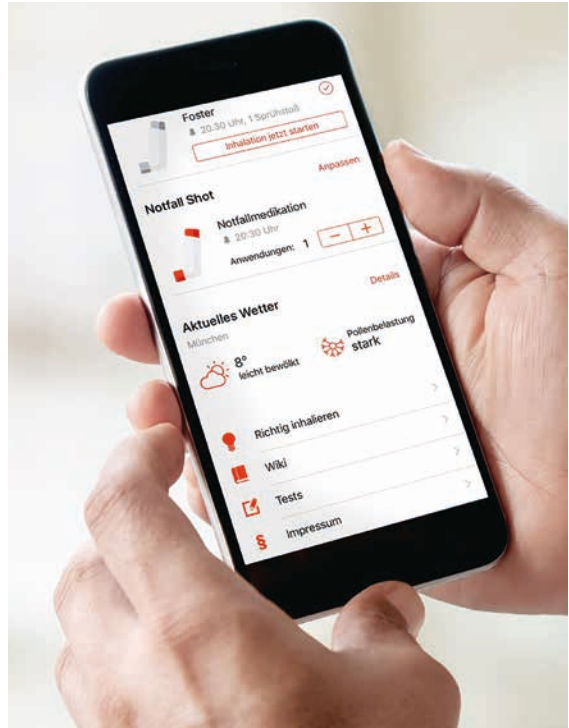 Foster
20.30 Uhr, 1 Sprühstoß
Inhalation jetzt starten
Notfall Shot
Anpassen
Notfallmedikation
20:30 Uhr
Anwendungen: 1 − +
Aktuelles Wetter
Details
München
8°
leicht bewölkt
Pollenbelastung
stark
Richtig inhalieren
Wiki
Tests
§ Impressum